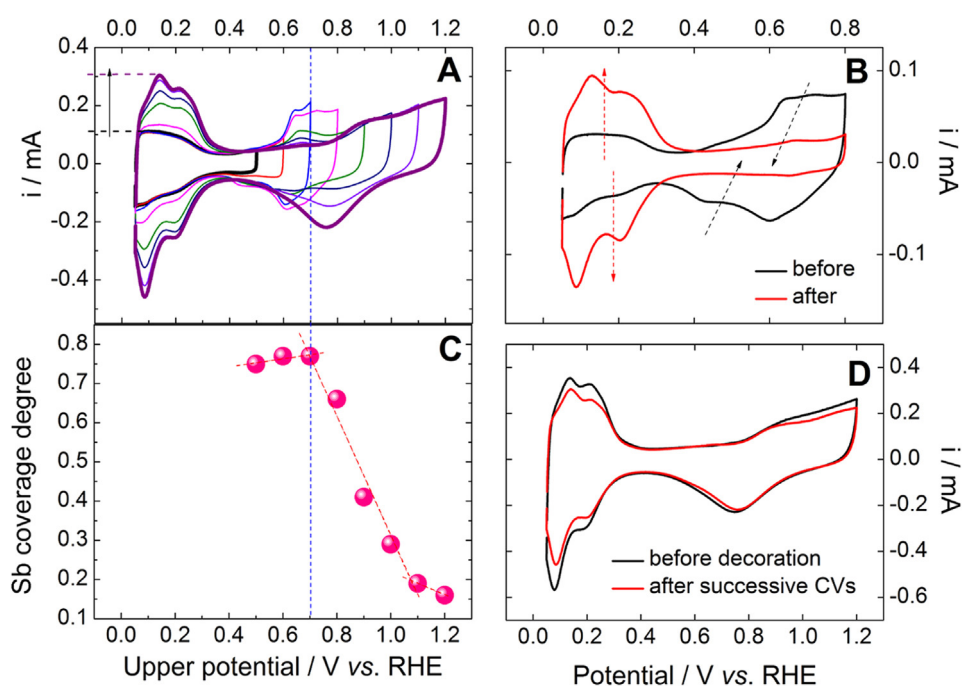 0.0 0.2 0.4 0.6 0.8 1.0 1.2
0.4
0.2
0.0
-0.2
-0.4
i / mA
A
0.0 0.2 0.4 0.6 0.8
0.1
0.0
-0.1
i / mA
B
before
after
0.8
0.7
0.6
0.5
0.4
0.3
0.2
0.1
Sb coverage degree
C
0.0 0.2 0.4 0.6 0.8 1.0 1.2
Upper potential / V vs. RHE
D
0.4
0.2
0.0
-0.2
-0.4
-0.6
i / mA
before decoration
after successive CVs
0.0 0.2 0.4 0.6 0.8 1.0 1.2
Potential / V vs. RHE